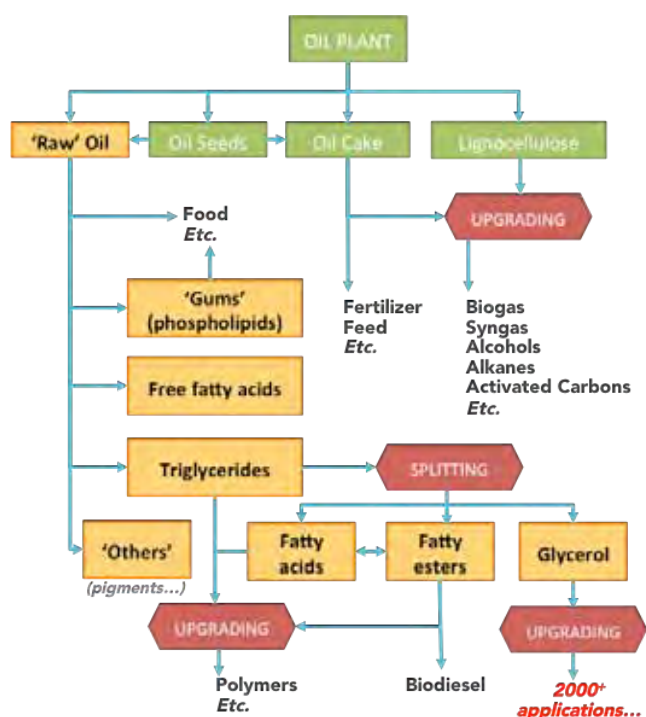 OIL PLANT
'Raw' Oil
Oil Seeds
Oil Cake
Lignocellulose
UPGRADING
Food
Etc.
'Gums'
(phospholipids)
Fertilizer
Feed
Etc.
Biogas
Syngas
Alcohols
Alkanes
Activated Carbons
Etc.
Free fatty acids
Triglycerides
SPLITTING
'Others'
(pigments...)
Fatty
acids
Fatty
esters
Glycerol
UPGRADING
UPGRADING
Polymers
Etc.
Biodiesel
2000+
applications...